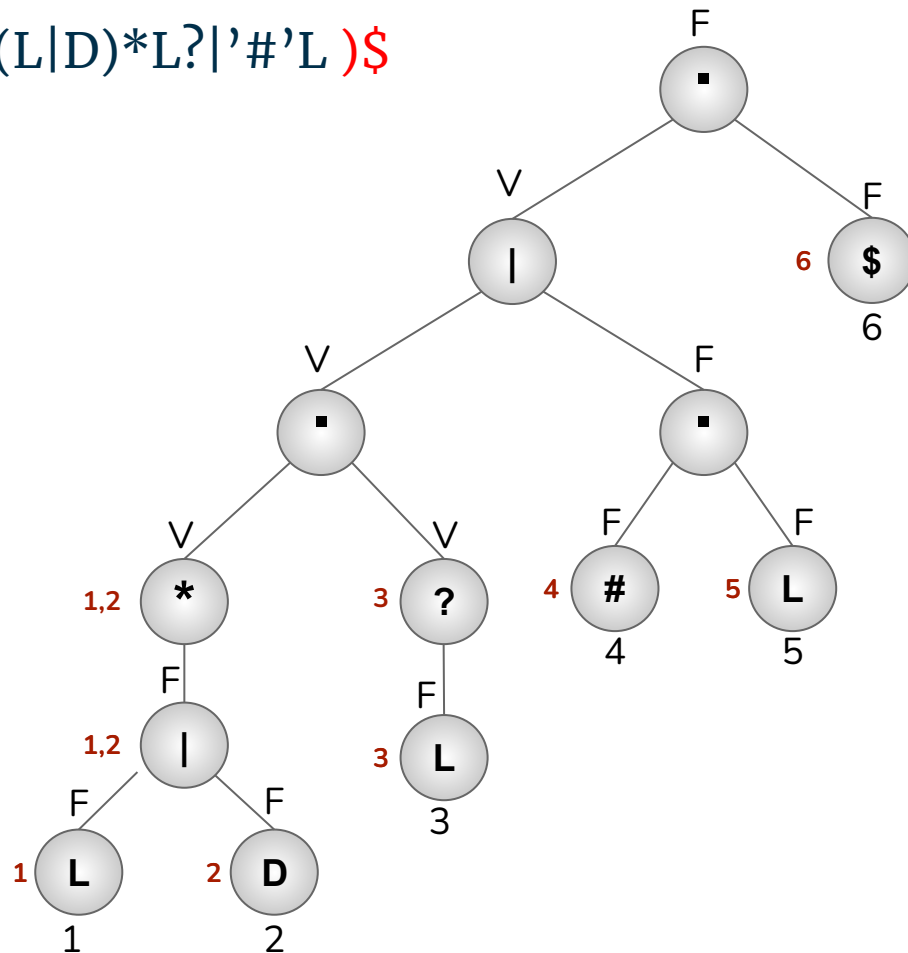 (L|D)*L?|’#’L )$
F
.
V
F
|
6 $
6
V
F
.
.
V
V
F
F
1,2 *
3 ?
4 #
5 L
4
5
F
F
1,2 |
3 L
3
F
F
1 L
2 D
1
2